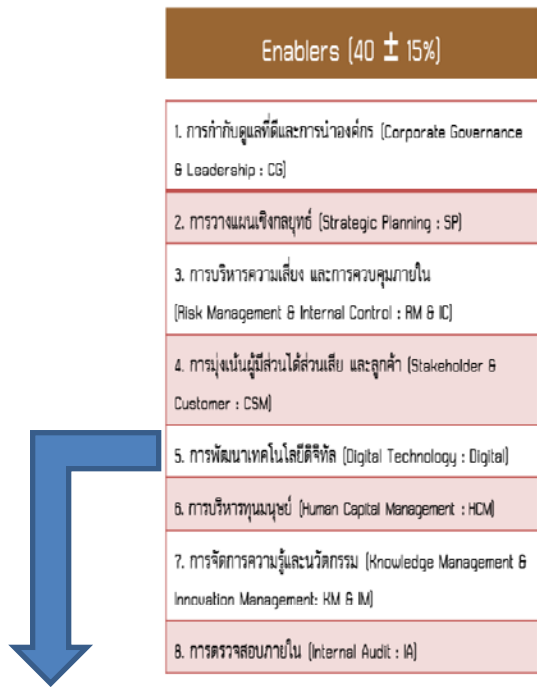 Enablers (40 ± 15%)
1. การกำกับดูแลที่ดีและการนำองค์กร (Corporate Governance
& Leadership : CG)
2. การวางแผนเชิงกลยุทธ์ (Strategic Planning : SP)
3. การบริหารความเสี่ยง และการควบคุมภายใน
(Risk Management & Internal Control : RM & IC)
4. การมุ่งเน้นผู้มีส่วนได้ส่วนเสีย และลูกค้า (Stakeholder &
Customer : CSM)
5. การพัฒนาเทคโนโลยีดิจิทัล (Digital Technology : Digital)
6. การบริหารทุนมนุษย์ (Human Capital Management : HCM)
7. การจัดการความรู้และนวัตกรรม (Knowledge Management &
Innovation Management: KM & IM)
8. การตรวจสอบภายใน (Internal Audit : IA)